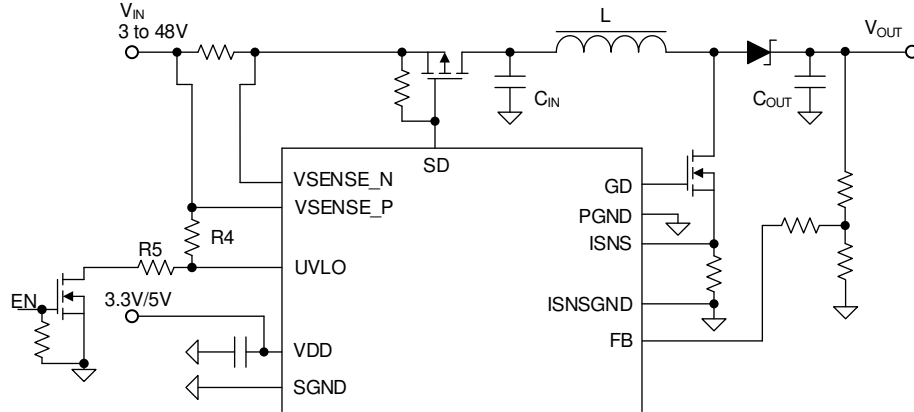 VIN
3 to 48V
L
VOUT
CIN
COUT
SD
VSENSE_N
VSENSE_P
GD
PGND
R4
ISNS
R5
UVLO
EN
3.3V/5V
ISNSGND
VDD
FB
SGND